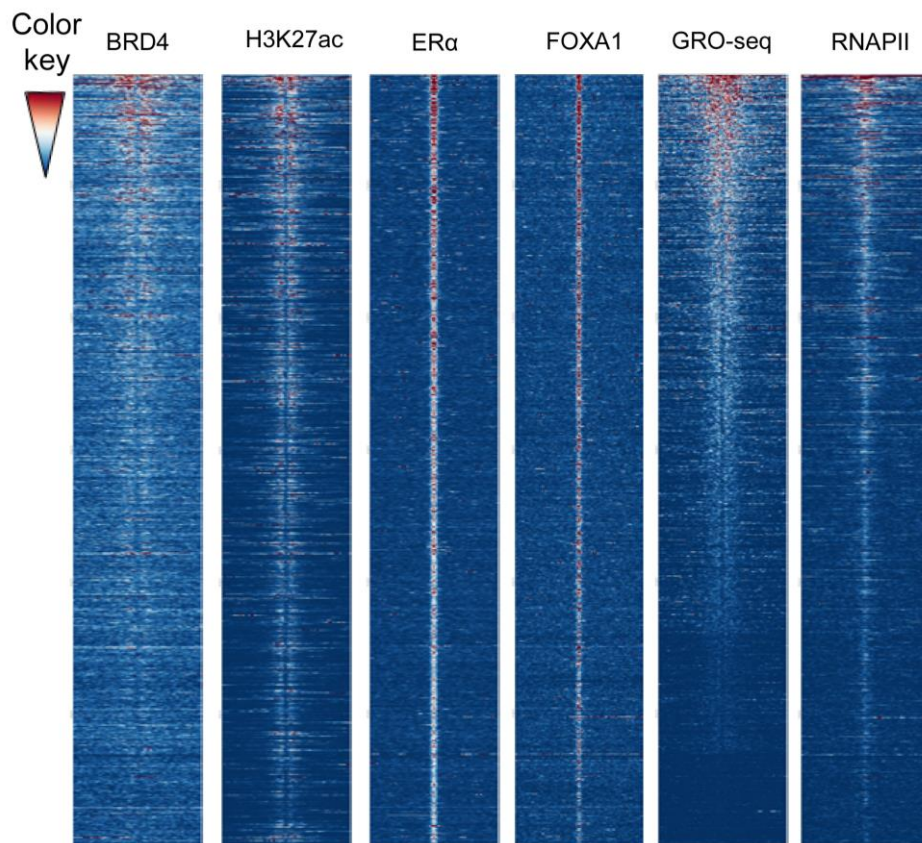 Color
key
BRD4
H3K27ac
ERα
FOXA1
GRO-seq
RNAPII